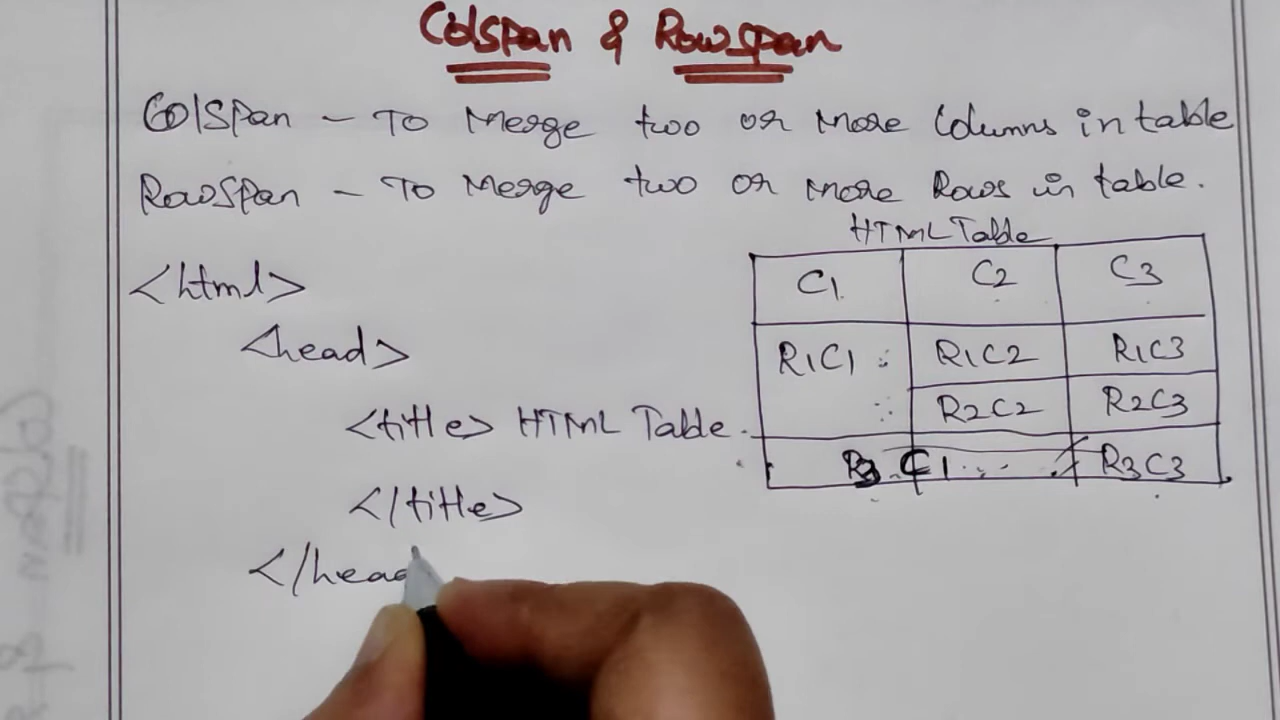 Colspan & Rowspan
Colspan - To Merge two or more Columns in table
RowSpan - To Merge two or more Rows in table.
HTML Table
C1 C2 C3
R1C1 R1C2 R1C3
R2C2 R2C3
R3 C1 R3C3
<html>
<head>
<title> HTML Table
</title>
</head